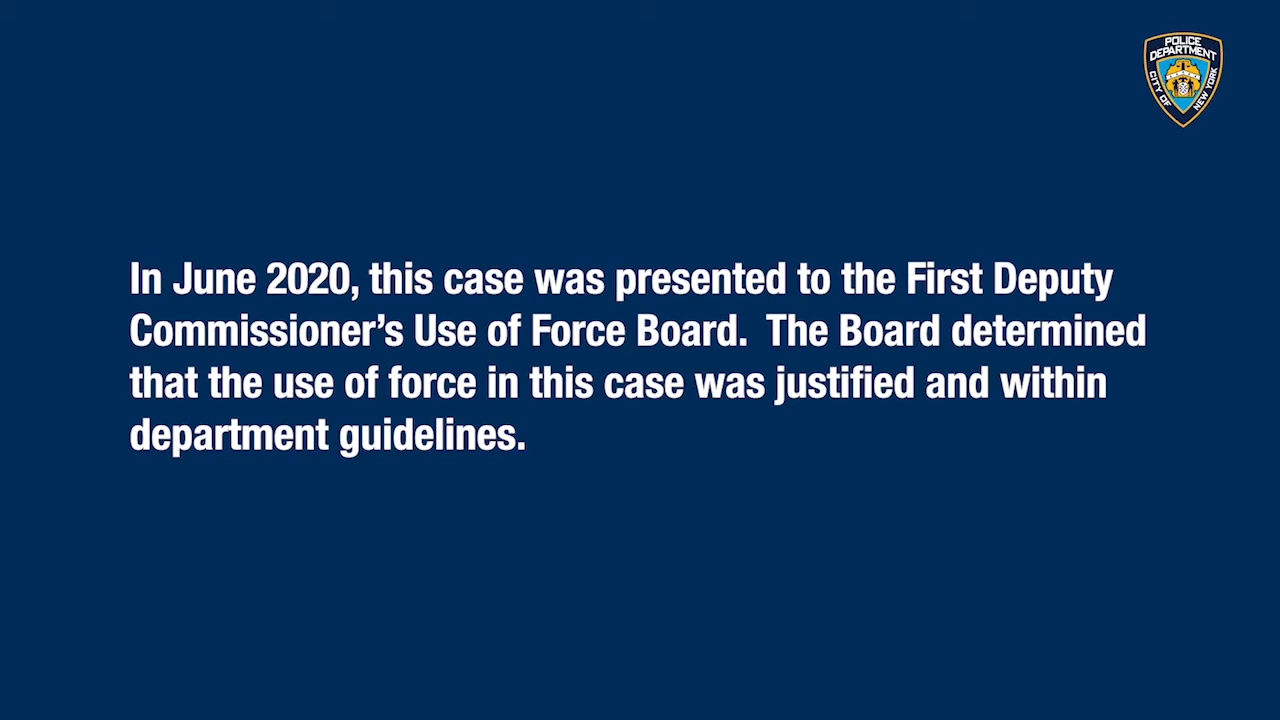 POLICE
DEPARTMENT
CITY OF
NEW YORK
In June 2020, this case was presented to the First Deputy
Commissioner’s Use of Force Board.  The Board determined
that the use of force in this case was justified and within
department guidelines.